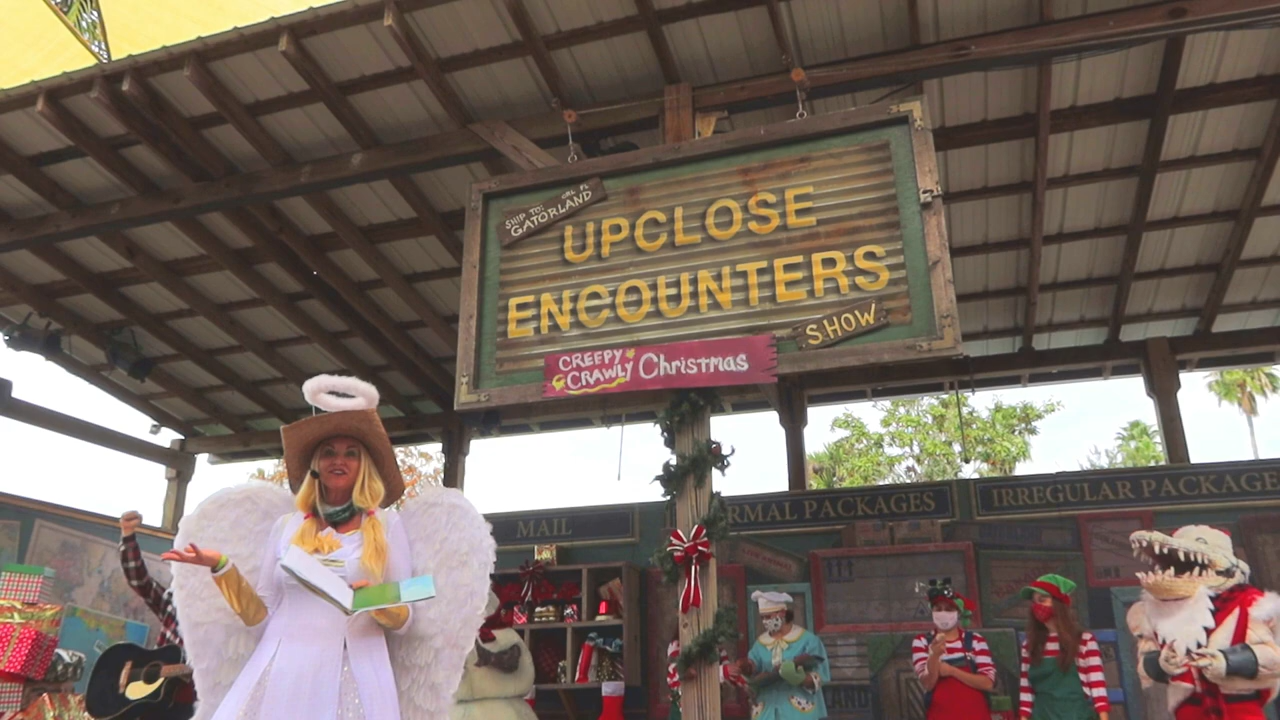 SHIP TO: ORL FL
GATORLAND
UPCLOSE
ENCOUNTERS
SHOW
CREEPY
CRAWLY Christmas
MAIL
RMAL PACKAGES
IRREGULAR PACKAGE